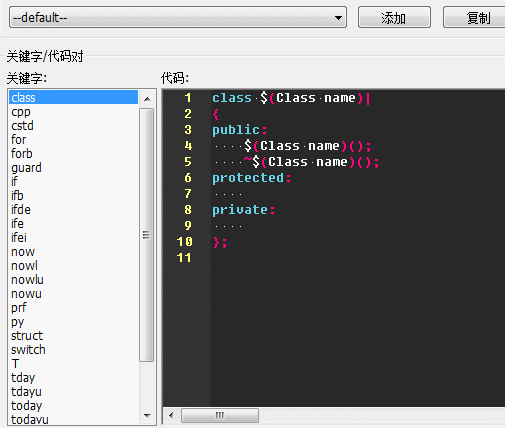 --default--
添加
复制
关键字/代码对
关键字:
代码:
class
cpp
cstd
for
forb
guard
if
ifb
ifde
ife
ifei
now
nowl
nowlu
nowu
prf
py
struct
switch
T
tday
tdayu
today
todayu
1 class·$(Class·name)|
2 {
3 public:
4 ····$(Class·name)();
5 ····~$(Class·name)();
6 protected:
7 ····
8 private:
9 ····
10 };
11